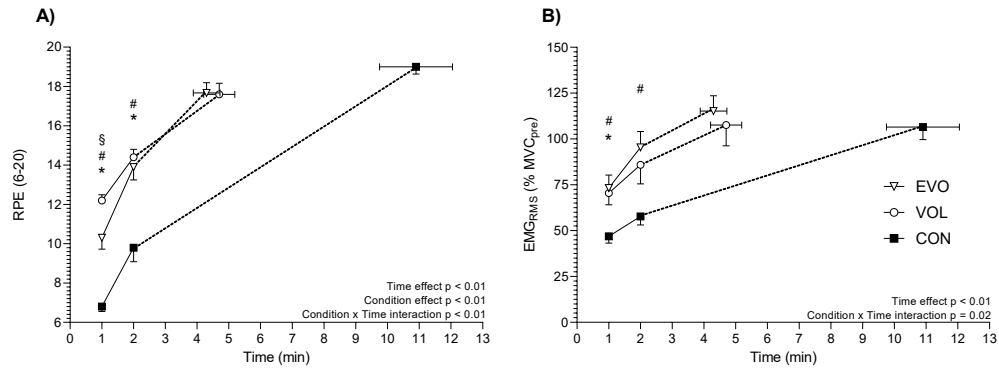 A)
20
18
16
14
12
10
8
6
RPE (6-20)
§
#
*
#
*
Time effect p < 0.01
Condition effect p < 0.01
Condition x Time interaction p < 0.01
0 1 2 3 4 5 6 7 8 9 10 11 12 13
Time (min)
B)
150
125
100
75
50
25
0
EMGRMS (% MVCpre)
#
*
#
EVO
VOL
CON
Time effect p < 0.01
Condition x Time interaction p = 0.02
0 1 2 3 4 5 6 7 8 9 10 11 12 13
Time (min)